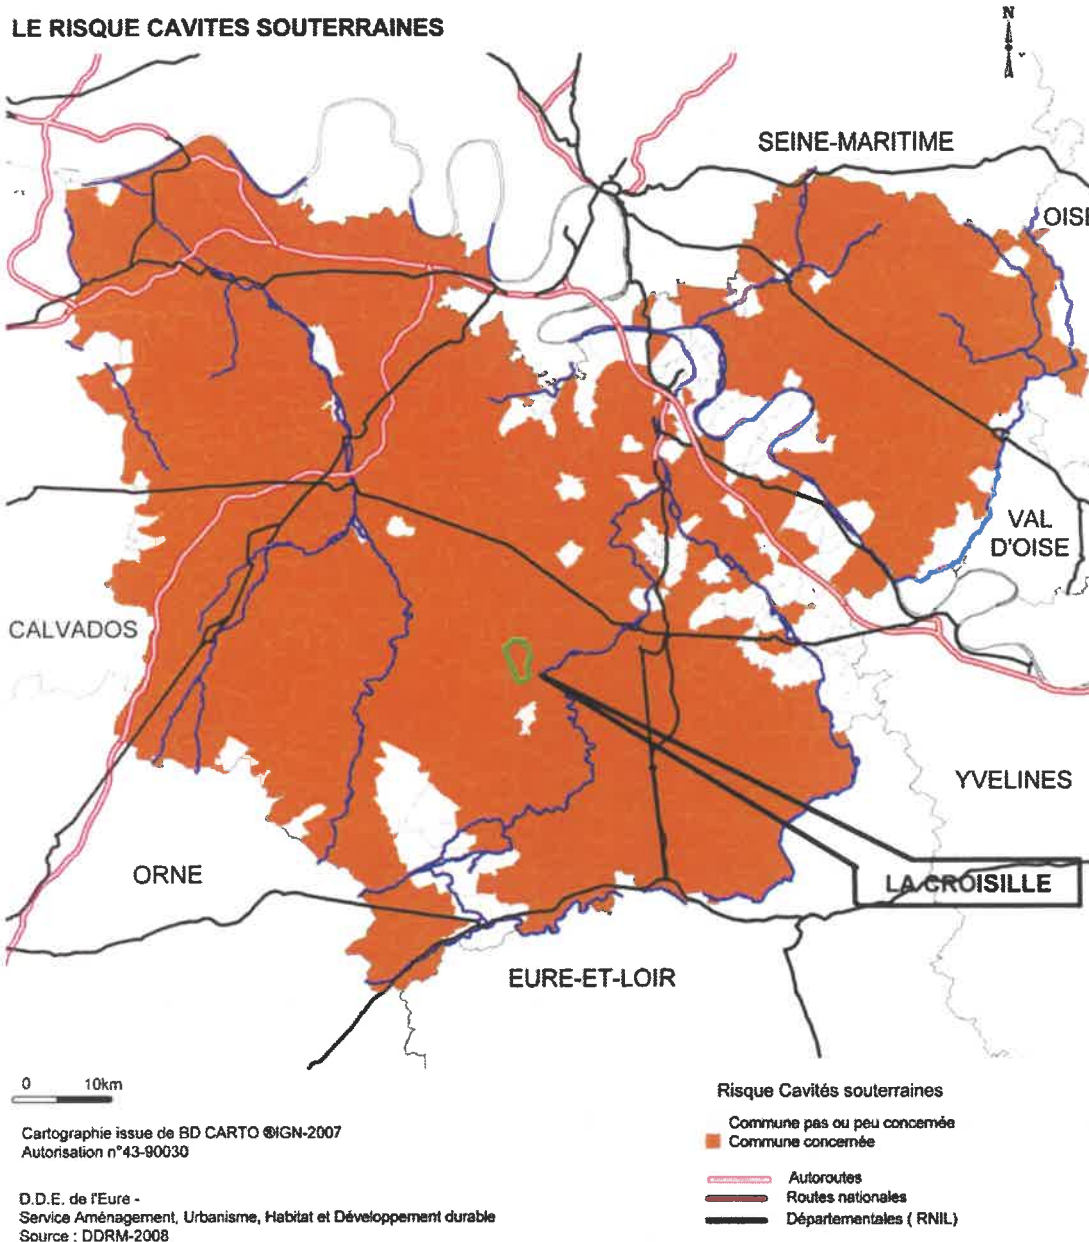 LE RISQUE CAVITES SOUTERRAINES
N
SEINE-MARITIME
OISE
VAL
D'OISE
CALVADOS
YVELINES
ORNE
LA CROISILLE
EURE-ET-LOIR
0 10km
Cartographie issue de BD CARTO ®IGN-2007
Autorisation n°43-90030
D.D.E. de l'Eure -
Service Aménagement, Urbanisme, Habitat et Développement durable
Source : DDRM-2008
Risque Cavités souterraines
Commune pas ou peu concernée
Commune concernée
Autoroutes
Routes nationales
Départementales ( RNIL)